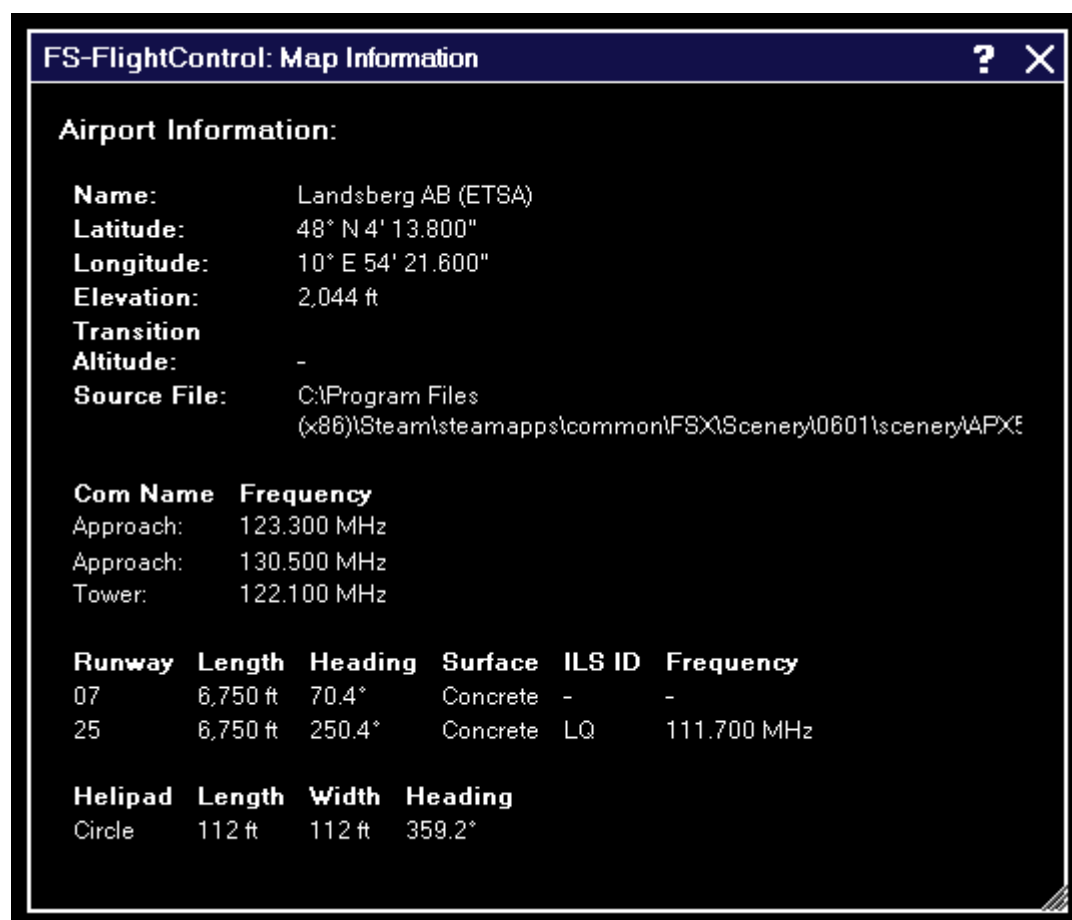 FS-FlightControl: Map Information ? X
Airport Information:
Name: Landsberg AB (ETSA)
Latitude: 48° N 4' 13.800"
Longitude: 10° E 54' 21.600"
Elevation: 2,044 ft
Transition
Altitude: -
Source File: C:\Program Files
(x86)\Steam\steamapps\common\FSX\Scenery\0601\scenery\APX5
Com Name Frequency
Approach: 123.300 MHz
Approach: 130.500 MHz
Tower: 122.100 MHz
Runway Length Heading Surface ILS ID Frequency
07 6,750 ft 70.4° Concrete - -
25 6,750 ft 250.4° Concrete LQ 111.700 MHz
Helipad Length Width Heading
Circle 112 ft 112 ft 359.2°